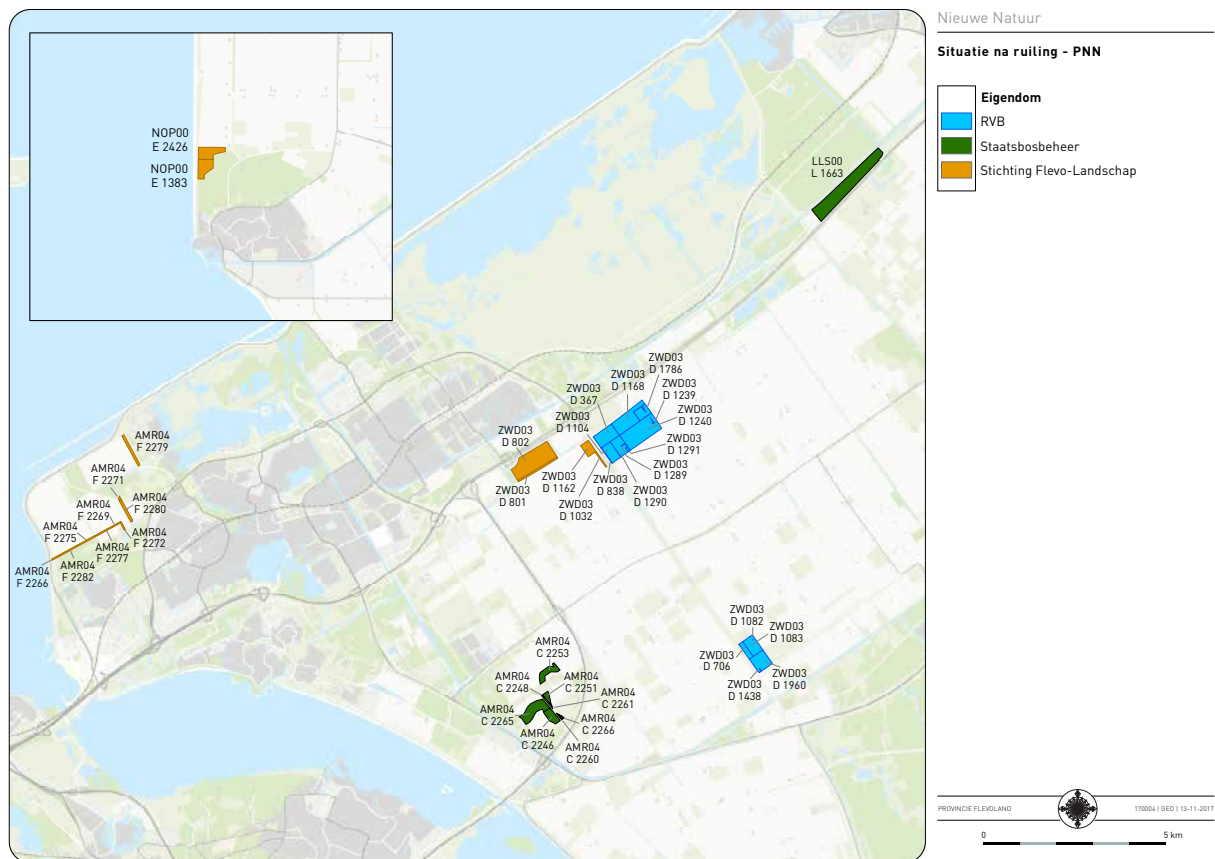 Nieuwe Natuur
Situatie na ruiling - PNN
Eigendom
RVB
Staatsbosbeheer
Stichting Flevo-Landschap
NOP00
E 2426
NOP00
E 1383
LLS00
L 1663
ZWD03
D 1786
ZWD03
D 1168
ZWD03
D 367
ZWD03
D 1239
ZWD03
D 1240
ZWD03
D 1104
ZWD03
D 802
ZWD03
D 1291
ZWD03
D 1289
ZWD03
D 1162
ZWD03
D 838
ZWD03
D 1290
ZWD03
D 801
ZWD03
D 1032
AMR04
F 2279
AMR04
F 2271
AMR04
F 2280
AMR04
F 2269
AMR04
F 2275
AMR04
F 2272
AMR04
F 2277
AMR04
F 2282
AMR04
F 2266
ZWD03
D 1082
ZWD03
D 1083
ZWD03
D 706
ZWD03
D 1960
ZWD03
D 1438
AMR04
C 2253
AMR04
C 2248
AMR04
C 2251
AMR04
C 2261
AMR04
C 2265
AMR04
C 2266
AMR04
C 2246
AMR04
C 2260
PROVINCIE FLEVOLAND
170004 | GEO | 13-11-2017
0 5 km